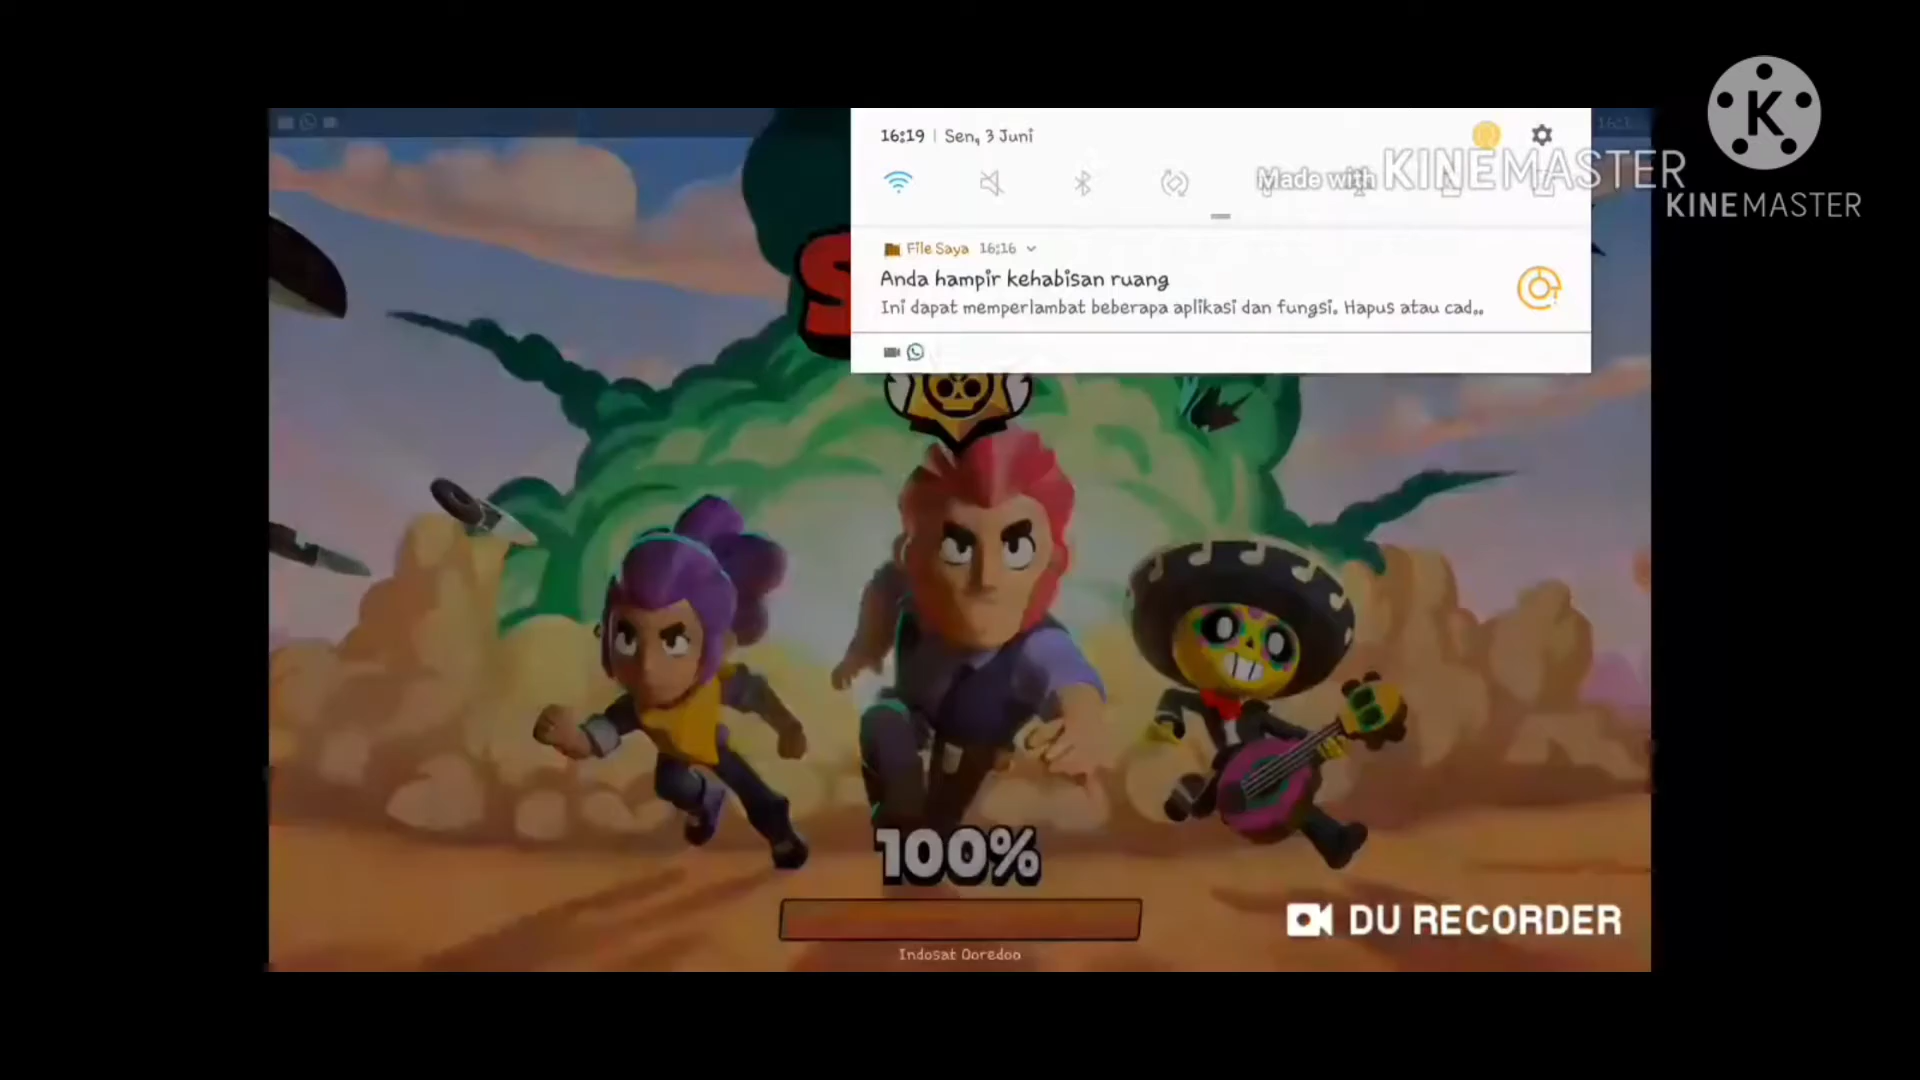 16:19 | Sen, 3 Juni
Made with KINEMASTER
KINEMASTER
File Saya 16:16
Anda hampir kehabisan ruang
Ini dapat memperlambat beberapa aplikasi dan fungsi. Hapus atau cad..
S
100%
DU RECORDER
Indosat Ooredoo